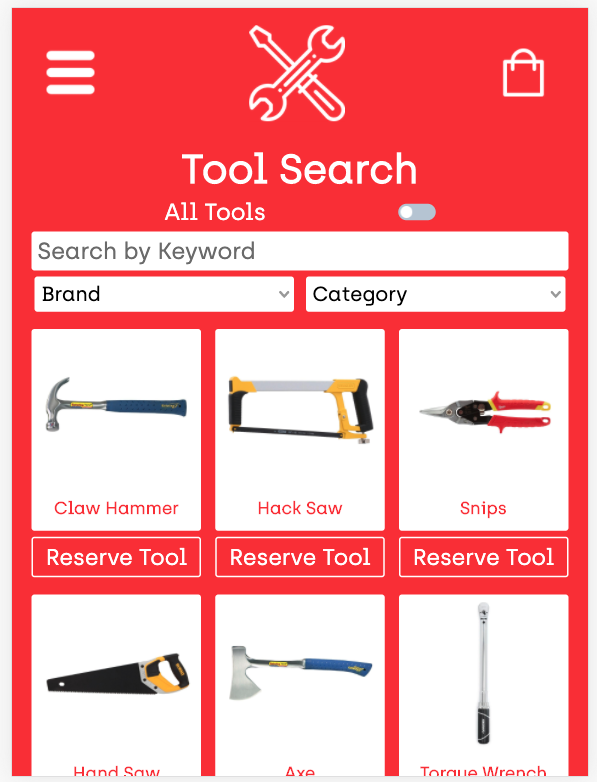 Tool Search
All Tools
Search by Keyword
Brand
Category
Claw Hammer
Hack Saw
Snips
Reserve Tool
Reserve Tool
Reserve Tool
Hand Saw
Axe
Torque Wrench